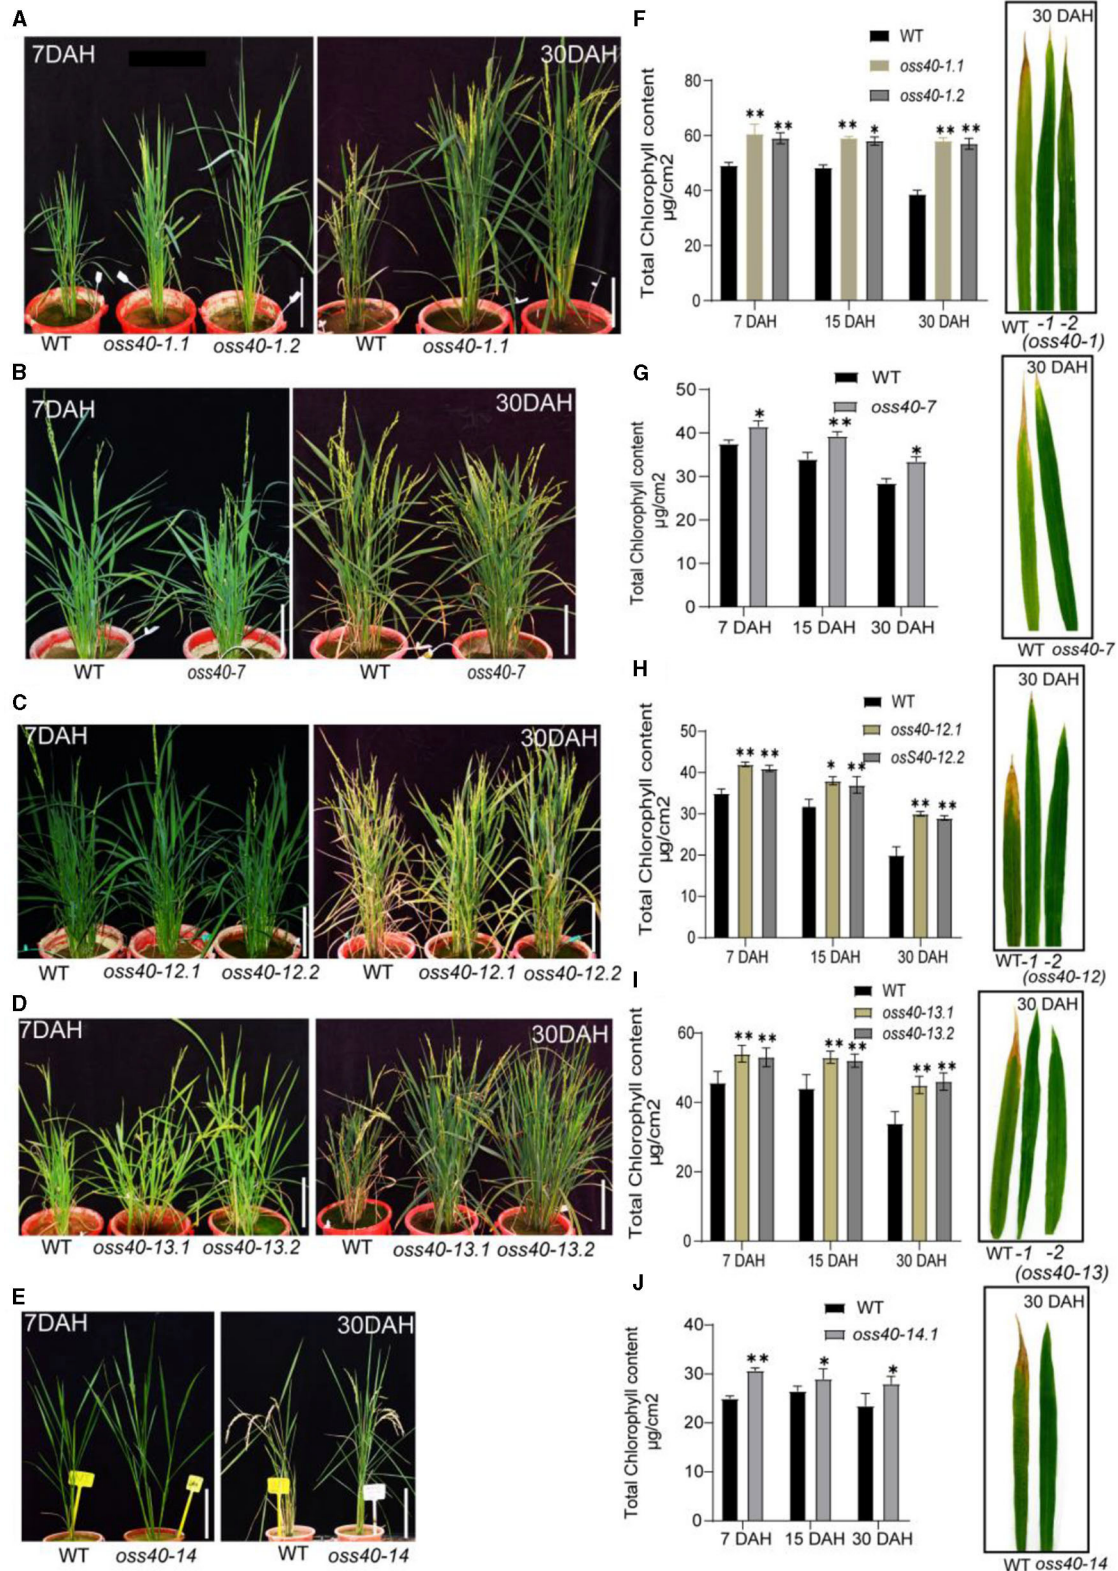 A
7DAH
30DAH
WT
oss40-1.1
oss40-1.2
WT
oss40-1.1
B
7DAH
30DAH
WT
oss40-7
WT
oss40-7
C
7DAH
30DAH
WT
oss40-12.1
oss40-12.2
WT
oss40-12.1
oss40-12.2
D
7DAH
30DAH
WT
oss40-13.1
oss40-13.2
WT
oss40-13.1
oss40-13.2
E
7DAH
30DAH
WT
oss40-14
WT
oss40-14
F
WT
oss40-1.1
oss40-1.2
Total Chlorophyll content
µg/cm2
80
60
40
20
0
** **
** *
** **
7 DAH
15 DAH
30 DAH
30 DAH
WT -1 -2
(oss40-1)
G
WT
oss40-7
Total Chlorophyll content
µg/cm2
50
40
30
20
10
0
*
**
*
7 DAH
15 DAH
30 DAH
30 DAH
WT oss40-7
H
WT
oss40-12.1
osS40-12.2
Total Chlorophyll content
µg/cm2
50
40
30
20
10
0
** **
* **
** **
7 DAH
15 DAH
30 DAH
30 DAH
WT-1 -2
(oss40-12)
I
WT
oss40-13.1
oss40-13.2
Total Chlorophyll content
µg/cm2
60
40
20
0
** **
** **
** **
7 DAH
15 DAH
30 DAH
30 DAH
WT -1 -2
(oss40-13)
J
WT
oss40-14.1
Total Chlorophyll content
µg/cm2
40
30
20
10
0
**
*
*
7 DAH
15 DAH
30 DAH
30 DAH
WT oss40-14